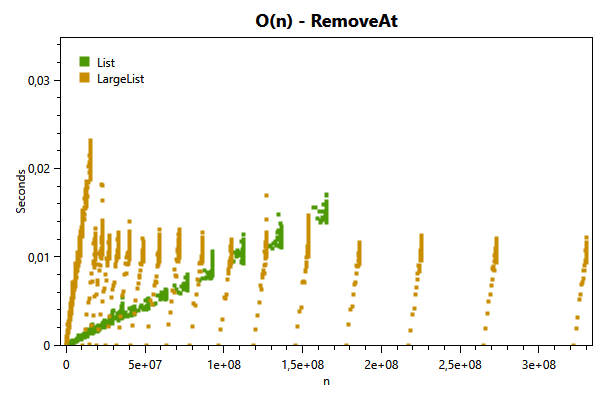 O(n) - RemoveAt
List
LargeList
0,03
0,02
0,01
0
Seconds
0 5e+07 1e+08 1,5e+08 2e+08 2,5e+08 3e+08
n